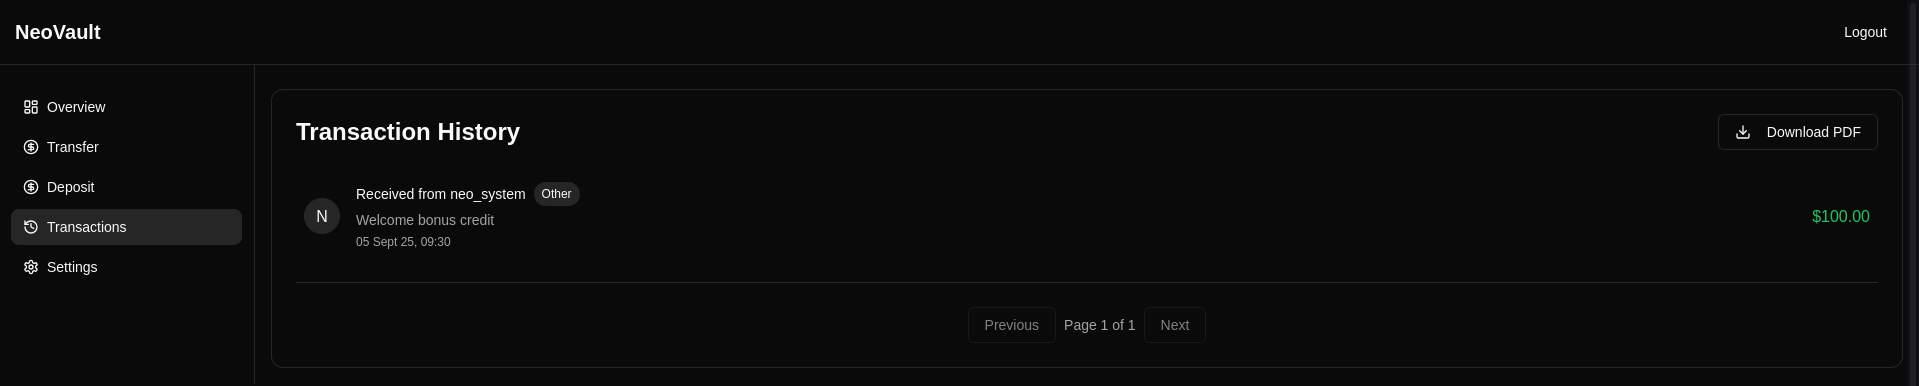 NeoVault
Logout
Overview
Transfer
Deposit
Transactions
Settings
Transaction History
Download PDF
N
Received from neo_system Other
Welcome bonus credit
05 Sept 25, 09:30
$100.00
Previous Page 1 of 1 Next